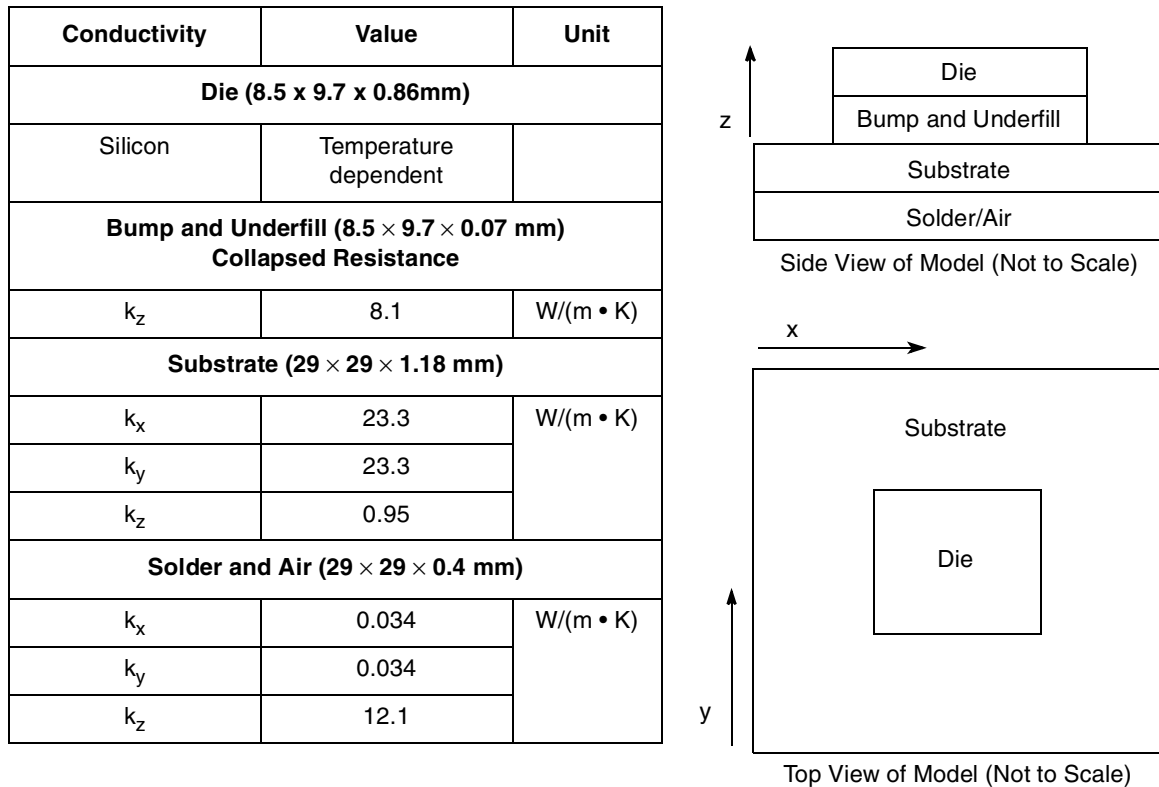 Conductivity Value Unit
Die (8.5 x 9.7 x 0.86mm)
Silicon Temperature
dependent
Bump and Underfill (8.5 × 9.7 × 0.07 mm)
Collapsed Resistance
kz 8.1 W/(m • K)
Substrate (29 × 29 × 1.18 mm)
kx 23.3 W/(m • K)
ky 23.3
kz 0.95
Solder and Air (29 × 29 × 0.4 mm)
kx 0.034 W/(m • K)
ky 0.034
kz 12.1
z
Die
Bump and Underfill
Substrate
Solder/Air
Side View of Model (Not to Scale)
x
Substrate
Die
y
Top View of Model (Not to Scale)